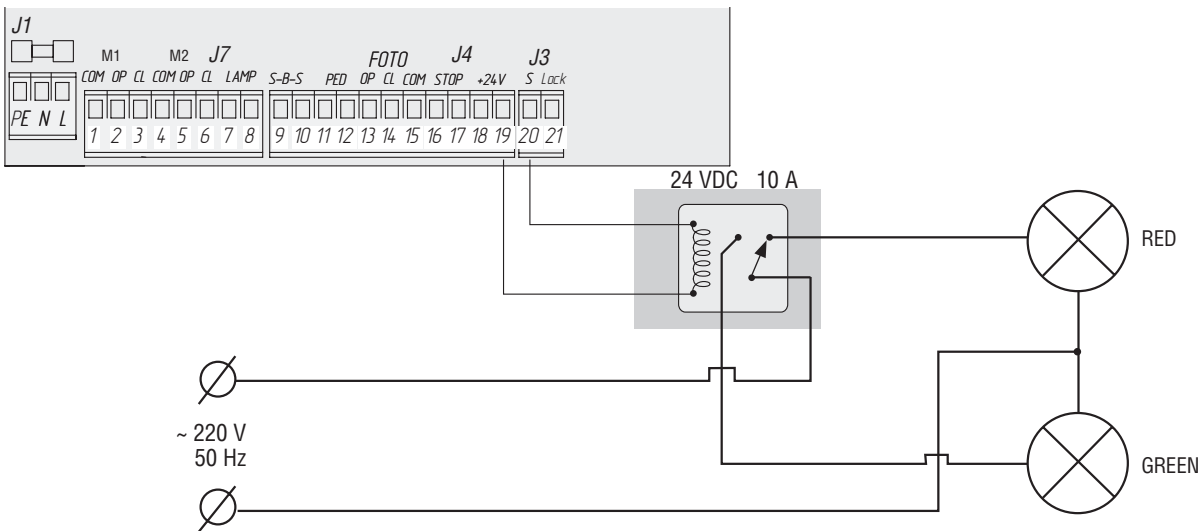 J1
M1 M2 J7 FOTO J4 J3
COM OP CL COM OP CL LAMP S-B-S PED OP CL COM STOP +24V S Lock
PE N L
1 2 3 4 5 6 7 8 9 10 11 12 13 14 15 16 17 18 19 20 21
24 VDC 10 A
RED
~ 220 V
50 Hz
GREEN